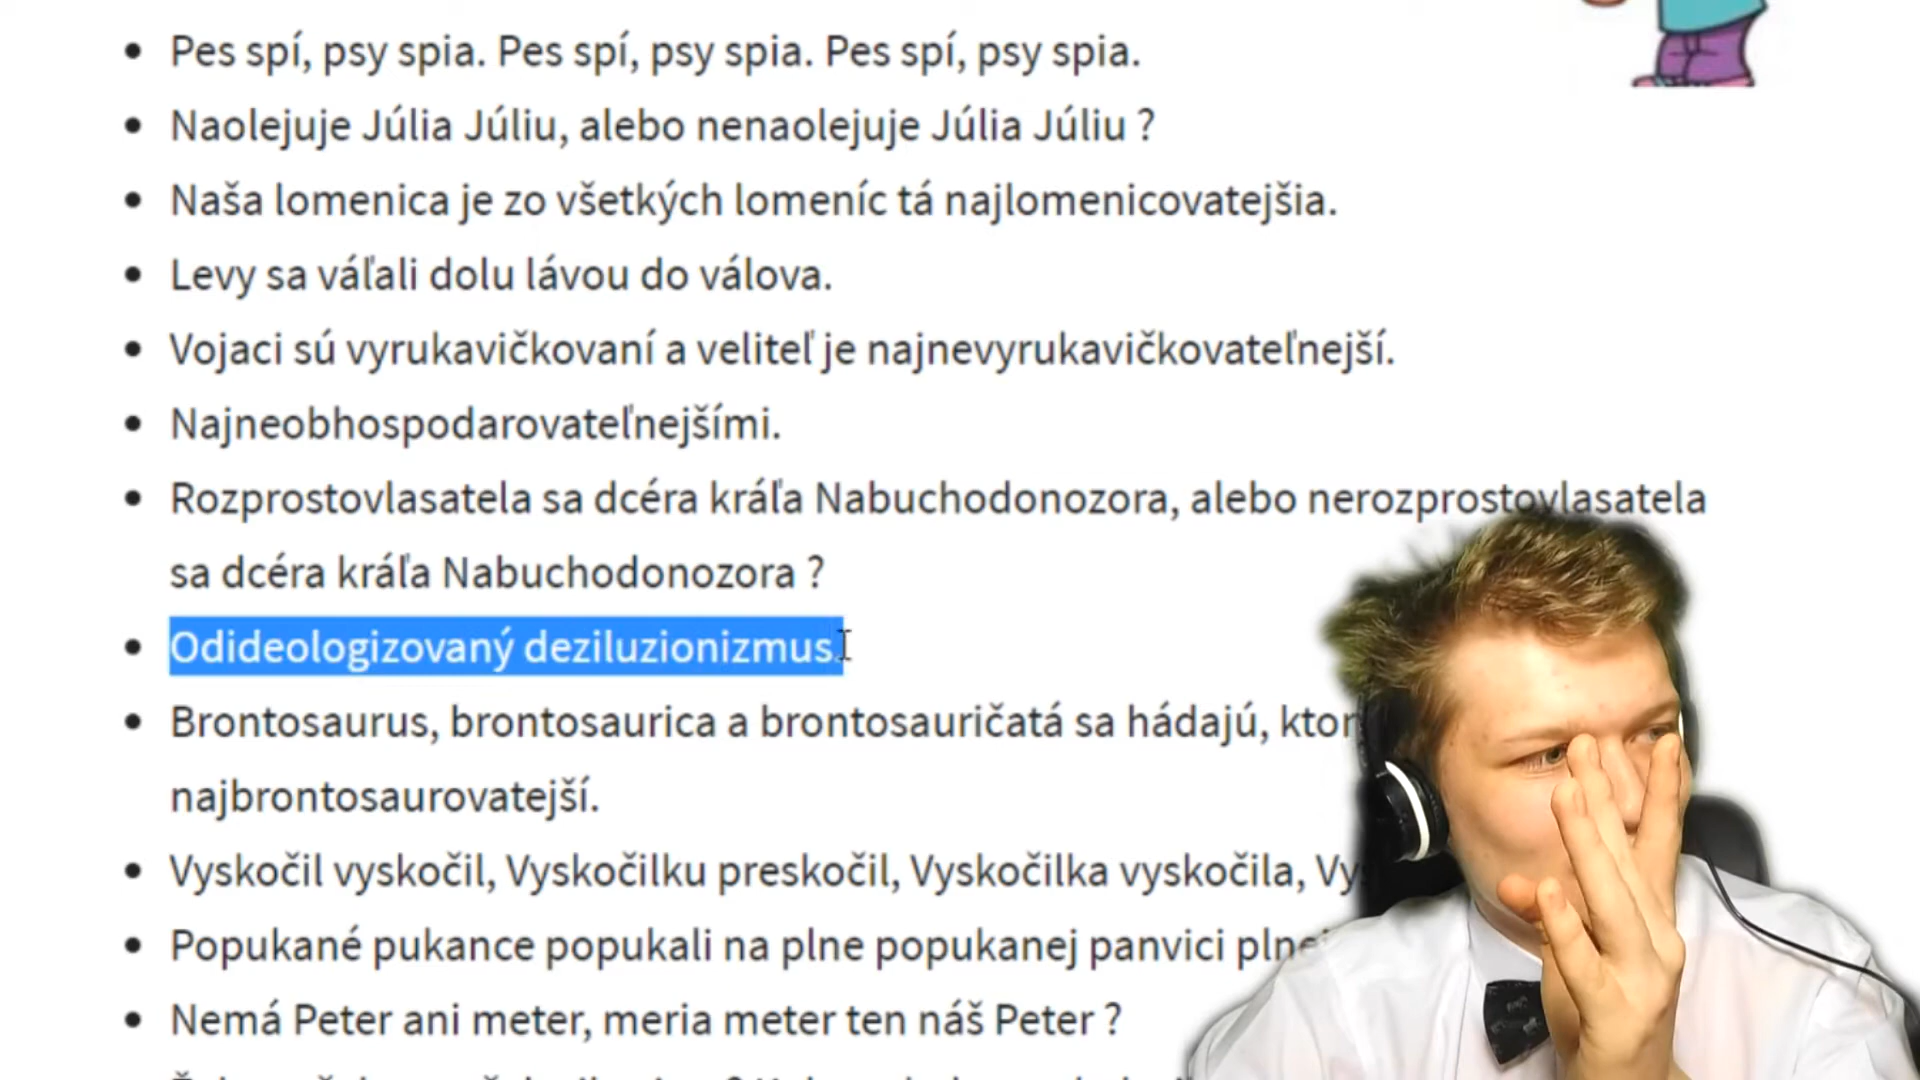 Pes spí, psy spia. Pes spí, psy spia. Pes spí, psy spia.
Naolejuje Júlia Júliu, alebo nenaolejuje Júlia Júliu ?
Naša lomenica je zo všetkých lomeníc tá najlomenicovatejšia.
Levy sa váľali dolu lávou do válova.
Vojaci sú vyrukavičkovaní a veliteľ je najnevyrukavičkovateľnejší.
Najneobhospodarovateľnejšími.
Rozprostovlasatela sa dcéra kráľa Nabuchodonozora, alebo nerozprostovlasatela
sa dcéra kráľa Nabuchodonozora ?
Odideologizovaný deziluzionizmus.
Brontosaurus, brontosaurica a brontosauričatá sa hádajú,
najbrontosaurovatejší.
Vyskočil vyskočil, Vyskočilku preskočil, Vyskočilka vyskočila,
Popukané pukance popukali na plne popukanej panvici
Nemá Peter ani meter, meria meter ten náš Peter ?